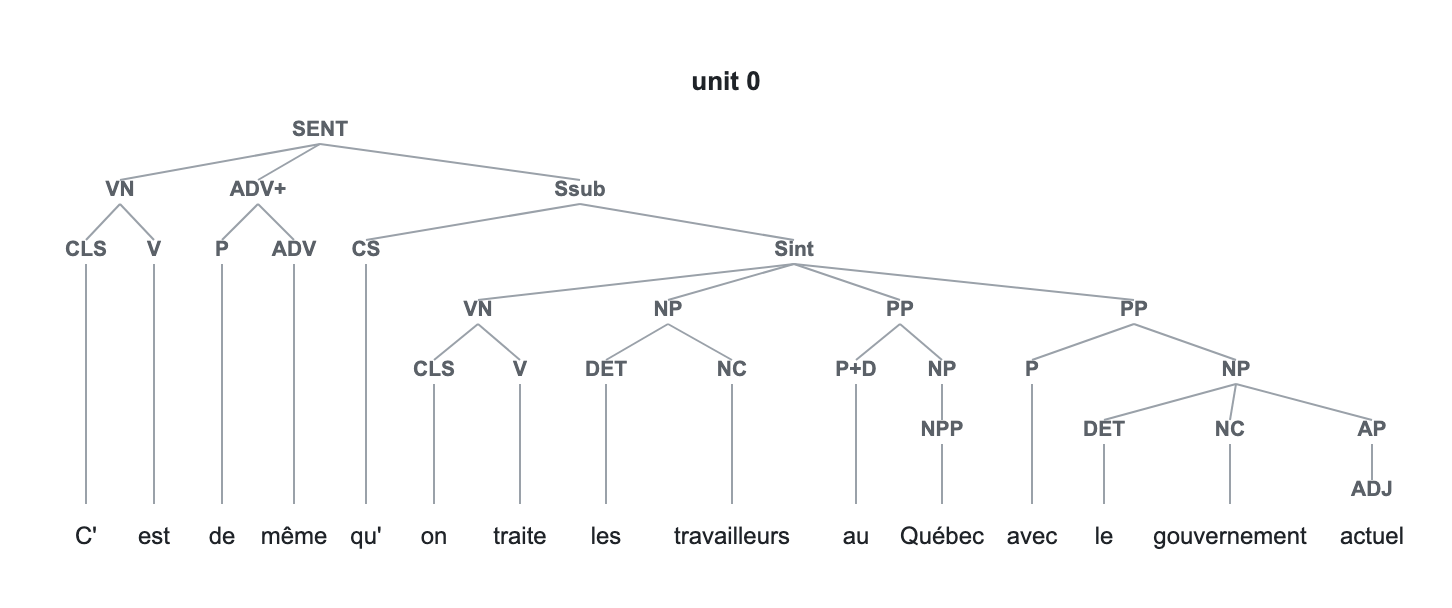 unit 0
SENT
VN ADV+ Ssub
CLS V P ADV CS Sint
VN NP PP PP
CLS V DET NC P+D NP P NP
NPP DET NC AP
ADJ
C' est de même qu' on traite les travailleurs au Québec avec le gouvernement actuel